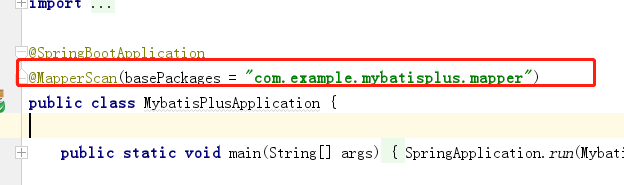 import ...
@SpringBootApplication
@MapperScan(basePackages = "com.example.mybatisplus.mapper")
public class MybatisPlusApplication {
public static void main(String[] args) { SpringApplication.run(Mybati